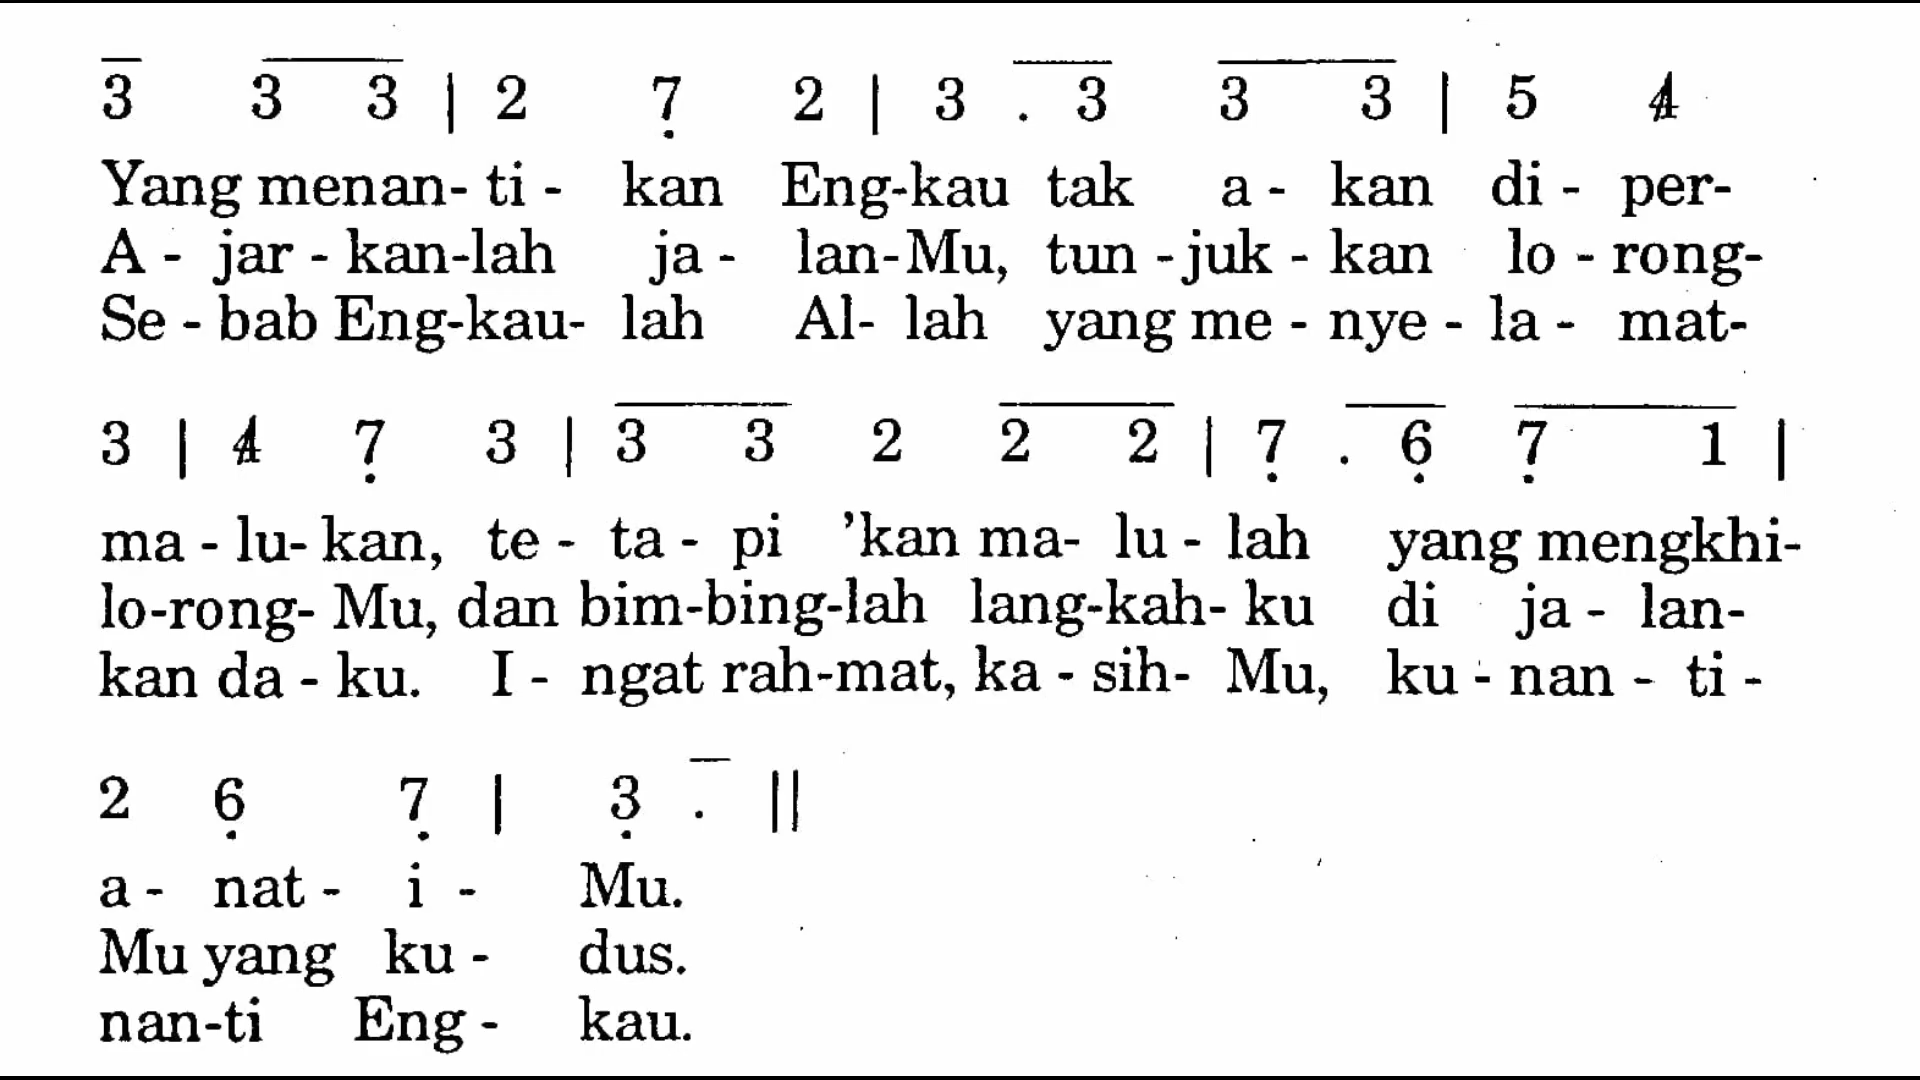 3 3 3 | 2 7̣ 2 | 3 . 3 3 3 | 5 4̸
Yang menan- ti - kan Eng-kau tak a - kan di - per-
A - jar - kan-lah ja - lan-Mu, tun -juk - kan lo - rong-
Se - bab Eng-kau- lah Al- lah yang me - nye - la - mat-
3 | 4̸ 7̣ 3 | 3 3 2 2 2 | 7̣ . 6̣ 7̣ 1 |
ma - lu- kan, te - ta - pi ’kan ma- lu - lah yang mengkhi-
lo-rong- Mu, dan bim-bing-lah lang-kah- ku di ja - lan-
kan da - ku. I - ngat rah-mat, ka - sih- Mu, ku - nan - ti -
2 6̣ 7̣ | 3̣ . ||
a - nat - i - Mu.
Mu yang ku - dus.
nan-ti Eng - kau.